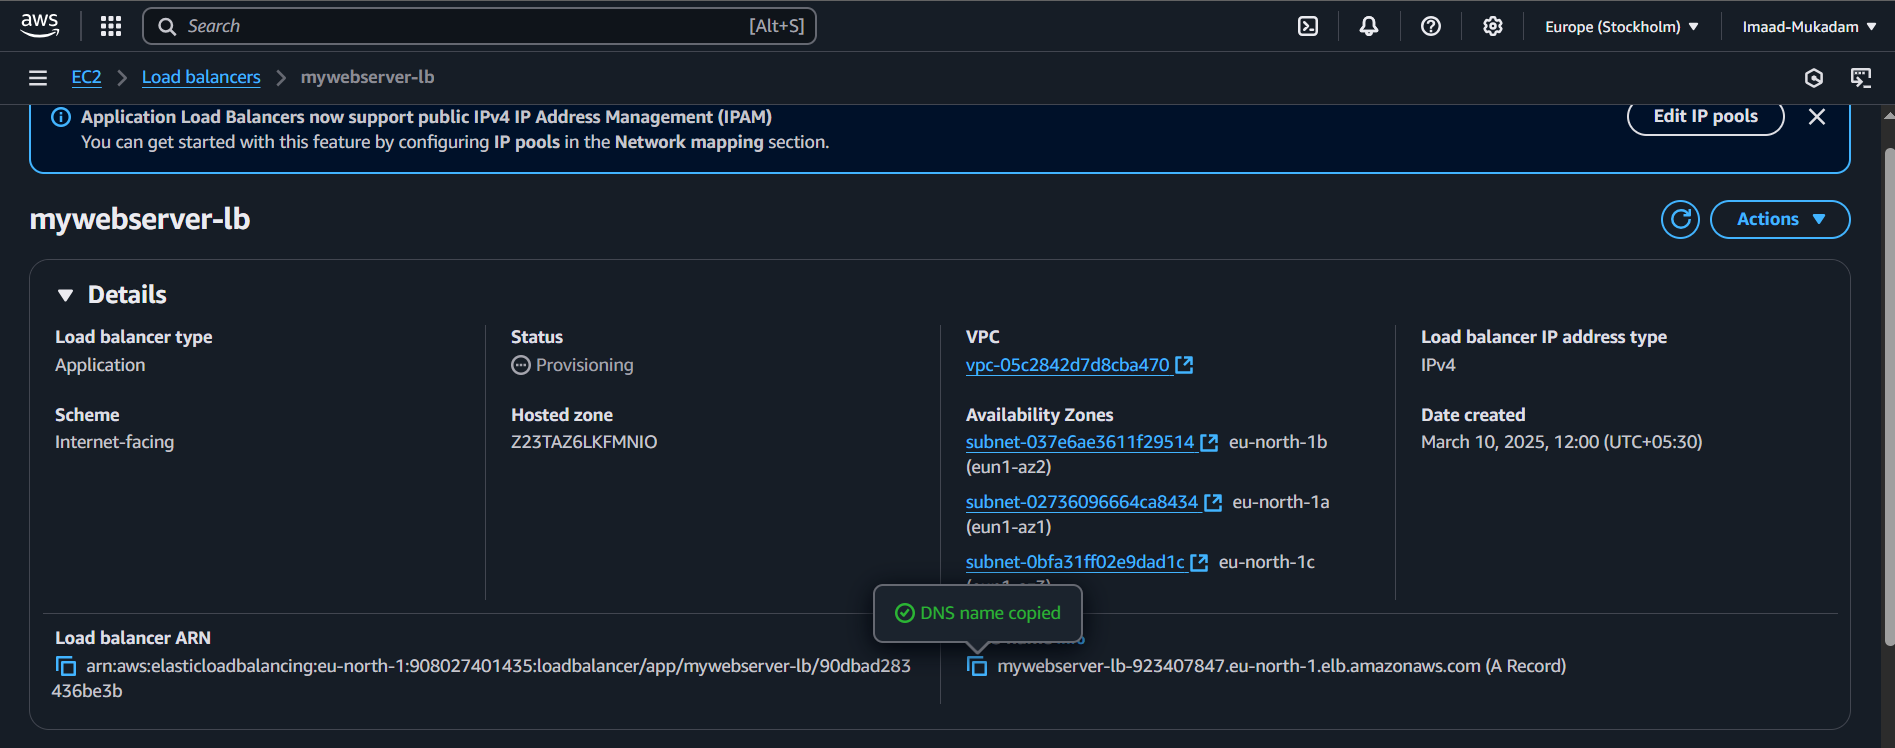 aws
Search [Alt+S]
Europe (Stockholm)
Imaad-Mukadam
EC2 > Load balancers > mywebserver-lb
Application Load Balancers now support public IPv4 IP Address Management (IPAM)
You can get started with this feature by configuring IP pools in the Network mapping section.
Edit IP pools
mywebserver-lb
Actions
Details
Load balancer type
Application
Scheme
Internet-facing
Status
Provisioning
Hosted zone
Z23TAZ6LKFMNIO
VPC
vpc-05c2842d7d8cba470
Availability Zones
subnet-037e6ae3611f29514 eu-north-1b
(eun1-az2)
subnet-02736096664ca8434 eu-north-1a
(eun1-az1)
subnet-0bfa31ff02e9dad1c eu-north-1c
Load balancer IP address type
IPv4
Date created
March 10, 2025, 12:00 (UTC+05:30)
DNS name copied
Load balancer ARN
arn:aws:elasticloadbalancing:eu-north-1:908027401435:loadbalancer/app/mywebserver-lb/90dbad283
436be3b
mywebserver-lb-923407847.eu-north-1.elb.amazonaws.com (A Record)